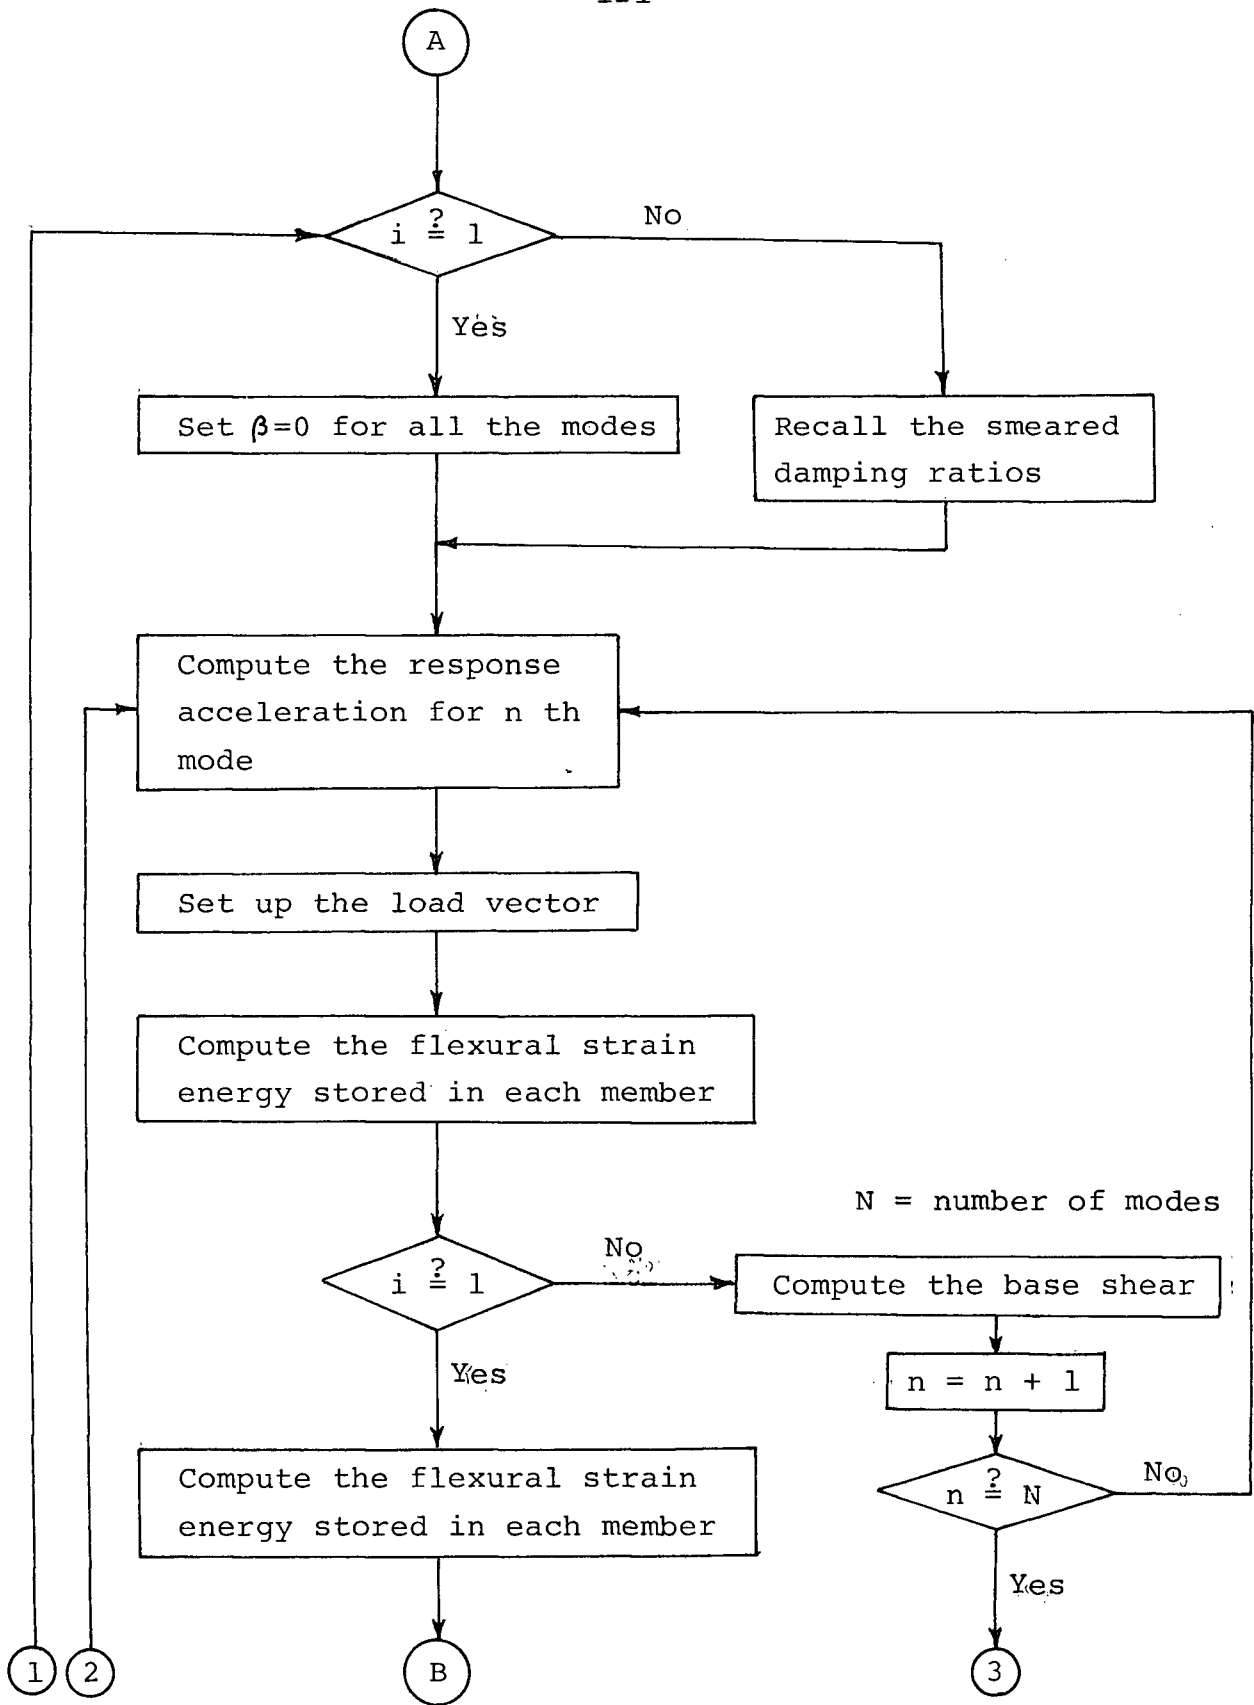 A
i ≟ 1
No
Yes
Set β=0 for all the modes
Recall the smeared
damping ratios
Compute the response
acceleration for n th
mode
Set up the load vector
Compute the flexural strain
energy stored in each member
N = number of modes
i ≟ 1
No
Compute the base shear
Yes
n = n + 1
Compute the flexural strain
energy stored in each member
n ≟ N
No
Yes
1
2
B
3